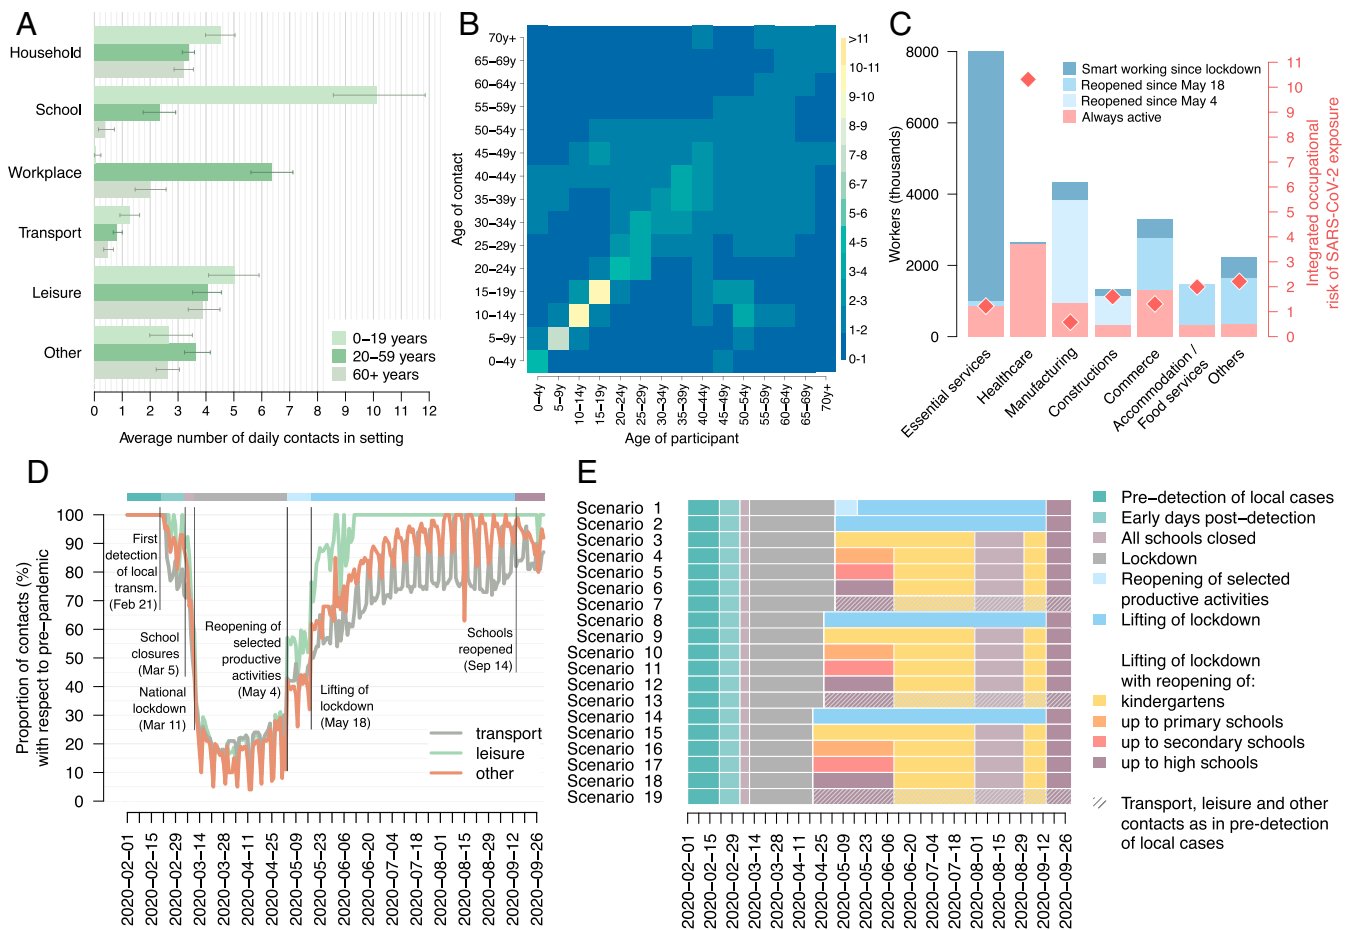 A
Household
School
Workplace
Transport
Leisure
Other
0−19 years
20−59 years
60+ years
0 1 2 3 4 5 6 7 8 9 10 11 12
Average number of daily contacts in setting
B
Age of contact
70y+
65−69y
60−64y
55−59y
50−54y
45−49y
40−44y
35−39y
30−34y
25−29y
20−24y
15−19y
10−14y
5−9y
0−4y
0−4y
5−9y
10−14y
15−19y
20−24y
25−29y
30−34y
35−39y
40−44y
45−49y
50−54y
55−59y
60−64y
65−69y
70y+
Age of participant
>11
10-11
9-10
8-9
7-8
6-7
5-6
4-5
3-4
2-3
1-2
0-1
C
Workers (thousands)
8000
6000
4000
2000
0
Smart working since lockdown
Reopened since May 18
Reopened since May 4
Always active
11
10
9
8
7
6
5
4
3
2
1
0
Integrated occupational
risk of SARS−CoV−2 exposure
Essential services
Healthcare
Manufacturing
Constructions
Commerce
Accommodation /
Food services
Others
D
Proportion of contacts (%)
with respect to pre−pandemic
100
90
80
70
60
50
40
30
20
10
0
First
detection
of local
transm.
(Feb 21)
School
closures
(Mar 5)
National
lockdown
(Mar 11)
Reopening of
selected
productive
activities
(May 4)
Lifting of
lockdown
(May 18)
Schools
reopened
(Sep 14)
transport
leisure
other
2020−02−01
2020−02−15
2020−02−29
2020−03−14
2020−03−28
2020−04−11
2020−04−25
2020−05−09
2020−05−23
2020−06−06
2020−06−20
2020−07−04
2020−07−18
2020−08−01
2020−08−15
2020−08−29
2020−09−12
2020−09−26
E
Scenario 1
Scenario 2
Scenario 3
Scenario 4
Scenario 5
Scenario 6
Scenario 7
Scenario 8
Scenario 9
Scenario 10
Scenario 11
Scenario 12
Scenario 13
Scenario 14
Scenario 15
Scenario 16
Scenario 17
Scenario 18
Scenario 19
2020−02−01
2020−02−15
2020−02−29
2020−03−14
2020−03−28
2020−04−11
2020−04−25
2020−05−09
2020−05−23
2020−06−06
2020−06−20
2020−07−04
2020−07−18
2020−08−01
2020−08−15
2020−08−29
2020−09−12
2020−09−26
Pre−detection of local cases
Early days post−detection
All schools closed
Lockdown
Reopening of selected
productive activities
Lifting of lockdown
Lifting of lockdown
with reopening of:
kindergartens
up to primary schools
up to secondary schools
up to high schools
Transport, leisure and other
contacts as in pre-detection
of local cases